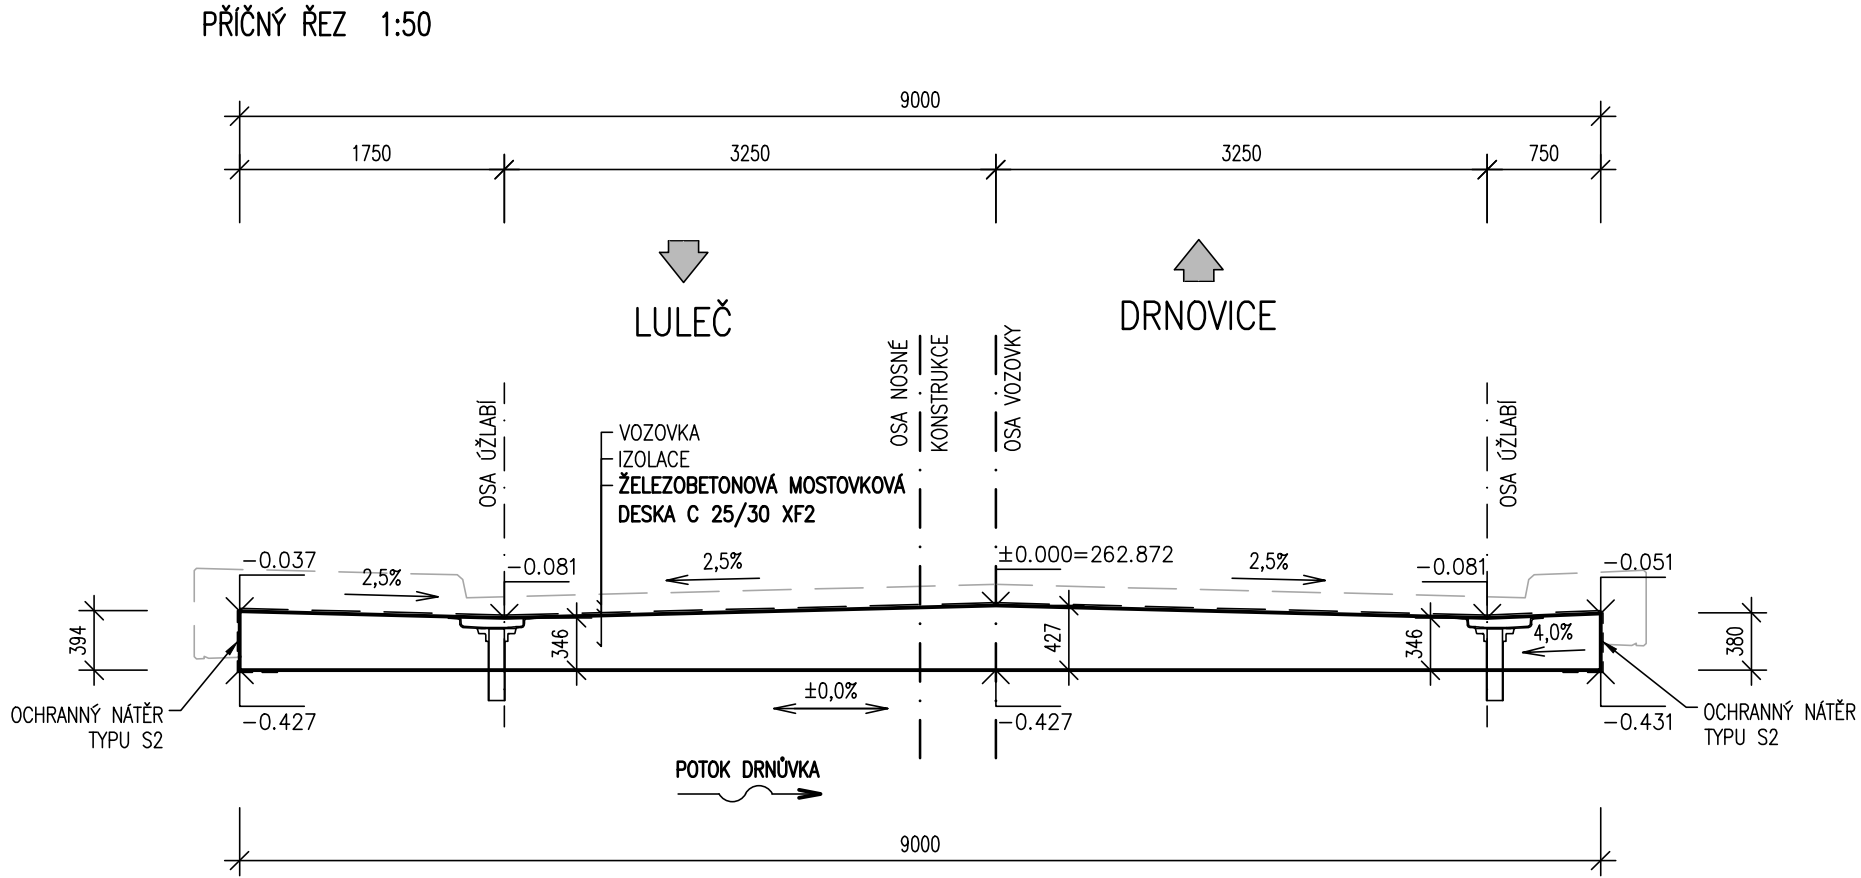 PŘÍČNÝ ŘEZ 1:50
9000
1750
3250
3250
750
LULEČ
DRNOVICE
OSA NOSNÉ
KONSTRUKCE
OSA VOZOVKY
OSA ÚŽLABÍ
OSA ÚŽLABÍ
VOZOVKA
IZOLACE
ŽELEZOBETONOVÁ MOSTOVKOVÁ
DESKA C 25/30 XF2
-0.037
2,5%
-0.081
2,5%
±0.000=262.872
2,5%
-0.081
-0.051
394
346
427
346
4,0%
380
±0,0%
OCHRANNÝ NÁTĚR
TYPU S2
-0.427
-0.427
-0.431
OCHRANNÝ NÁTĚR
TYPU S2
POTOK DRNŮVKA
9000